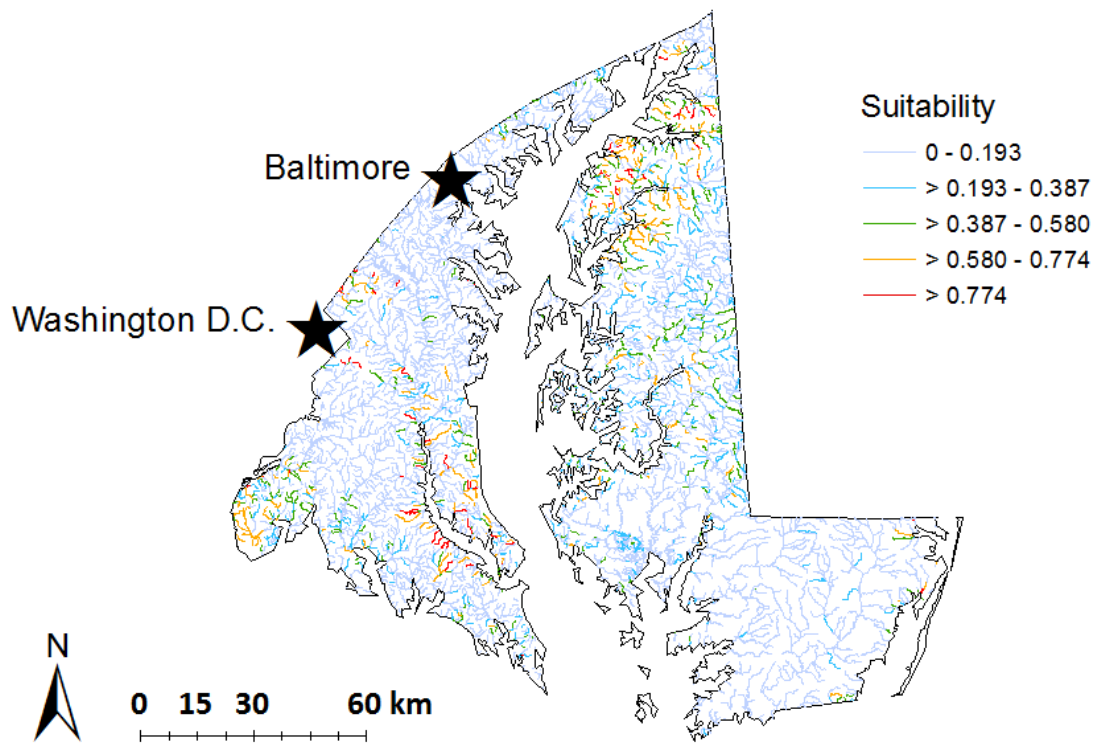 Baltimore
Washington D.C.
Suitability
0 - 0.193
> 0.193 - 0.387
> 0.387 - 0.580
> 0.580 - 0.774
> 0.774
N
0 15 30 60 km